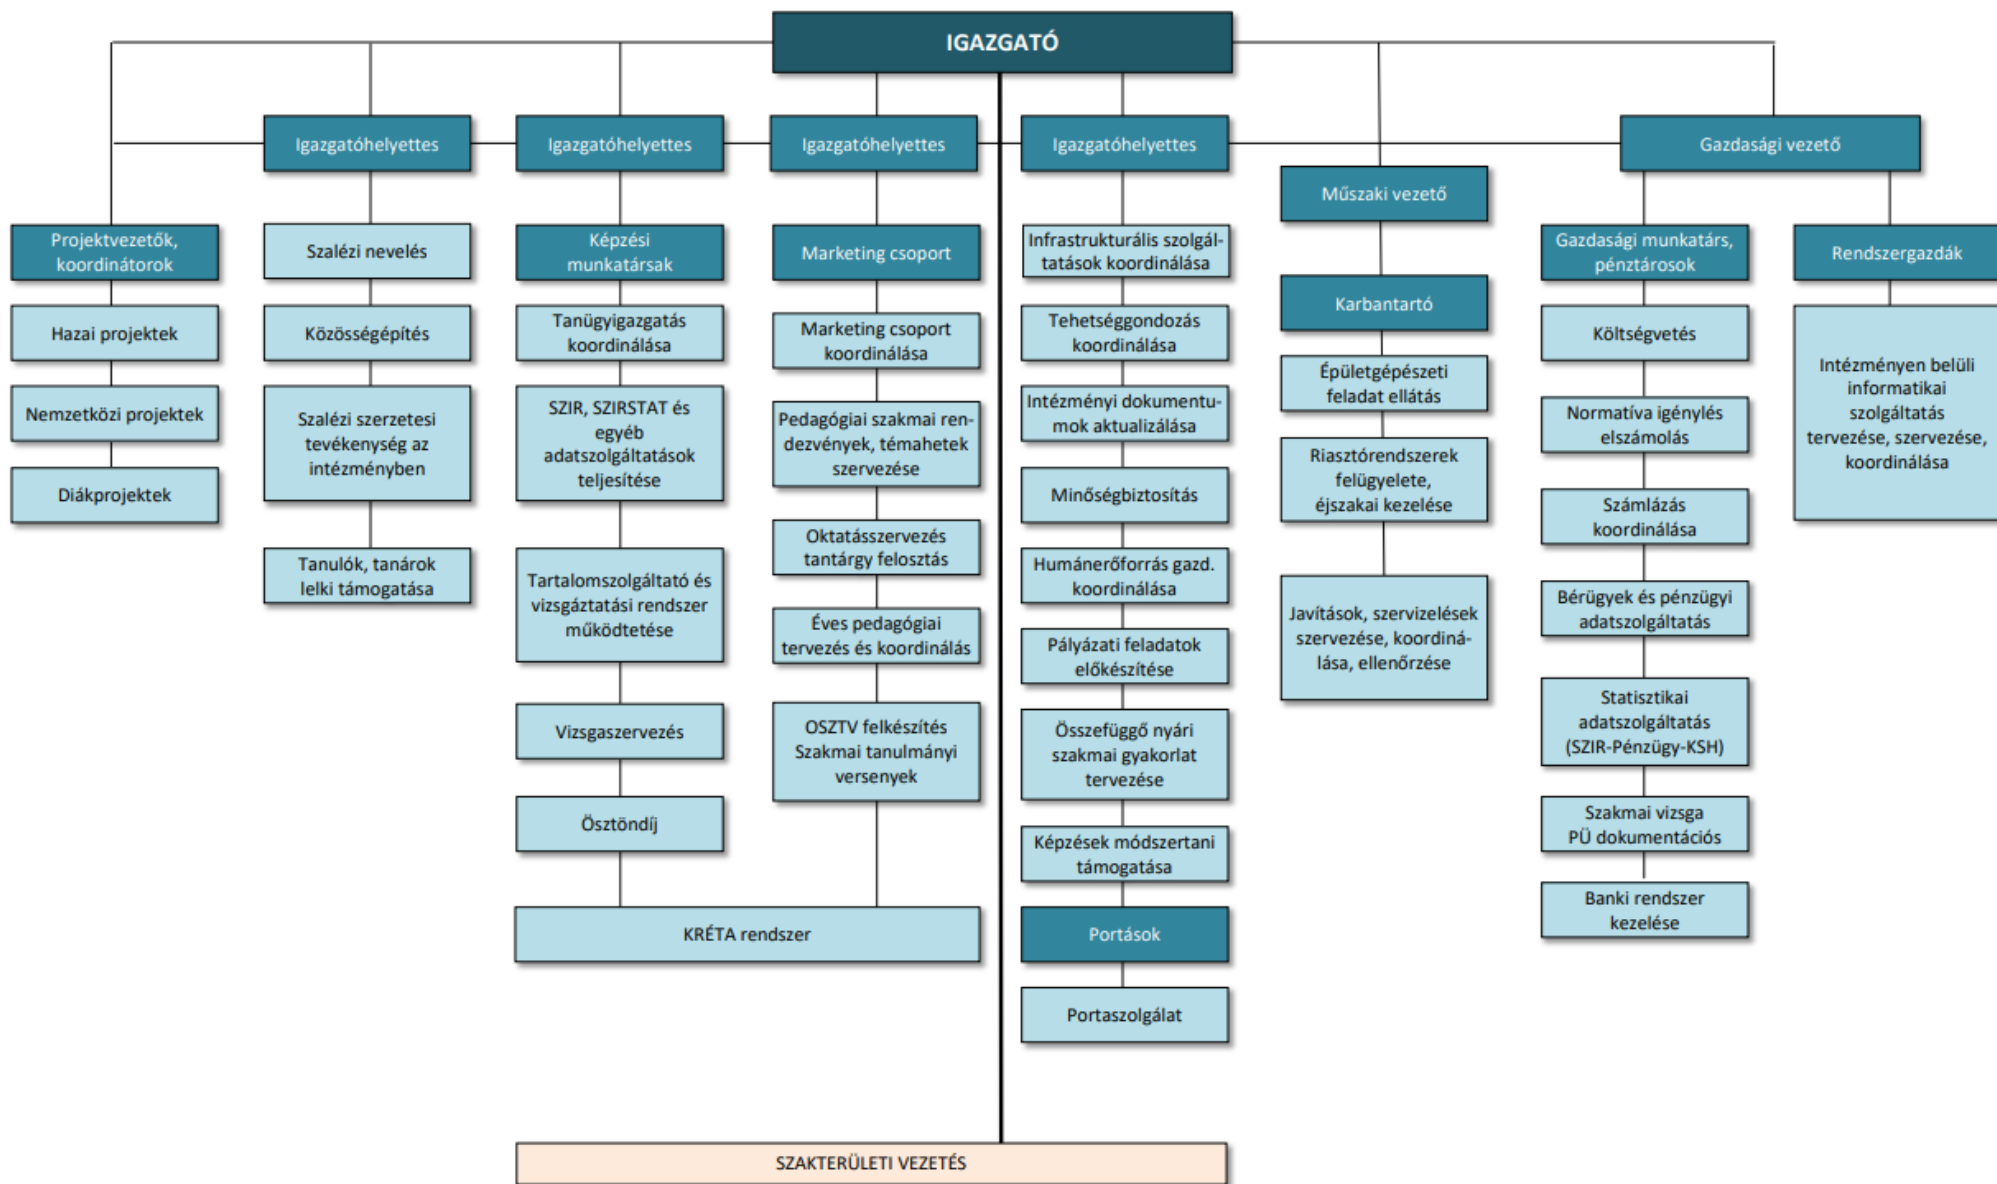 IGAZGATÓ
Igazgatóhelyettes
Igazgatóhelyettes
Igazgatóhelyettes
Igazgatóhelyettes
Gazdasági vezető
Műszaki vezető
Projektvezetők,
koordinátorok
Hazai projektek
Nemzetközi projektek
Diákprojektek
Szalézi nevelés
Közösségépítés
Szalézi szerzetesi
tevékenység az
intézményben
Tanulók, tanárok
lelki támogatása
Képzési
munkatársak
Tanügyigazgatás
koordinálása
SZIR, SZIRSTAT és
egyéb
adatszolgáltatások
teljesítése
Tartalomszolgáltató és
vizsgáztatási rendszer
működtetése
Vizsgaszervezés
Ösztöndíj
Marketing csoport
Marketing csoport
koordinálása
Pedagógiai szakmai ren-
dezvények, témahetek
szervezése
Oktatásszervezés
tantárgy felosztás
Éves pedagógiai
tervezés és koordinálás
OSZTV felkészítés
Szakmai tanulmányi
versenyek
KRÉTA rendszer
Infrastrukturális szolgál-
tatások koordinálása
Tehetséggondozás
koordinálása
Intézményi dokumentu-
mok aktualizálása
Minőségbiztosítás
Humánerőforrás gazd.
koordinálása
Pályázati feladatok
előkészítése
Összefüggő nyári
szakmai gyakorlat
tervezése
Képzések módszertani
támogatása
Portások
Portaszolgálat
Karbantartó
Épületgépészeti
feladat ellátás
Riasztórendszerek
felügyelete,
éjszakai kezelése
Javítások, szervizelések
szervezése, koordiná-
lása, ellenőrzése
Gazdasági munkatárs,
pénztárosok
Költségvetés
Normatíva igénylés
elszámolás
Számlázás
koordinálása
Bérügyek és pénzügyi
adatszolgáltatás
Statisztikai
adatszolgáltatás
(SZIR-Pénzügy-KSH)
Szakmai vizsga
PÜ dokumentációs
Banki rendszer
kezelése
Rendszergazdák
Intézményen belüli
informatikai
szolgáltatás
tervezése, szervezése,
koordinálása
SZAKTERÜLETI VEZETÉS